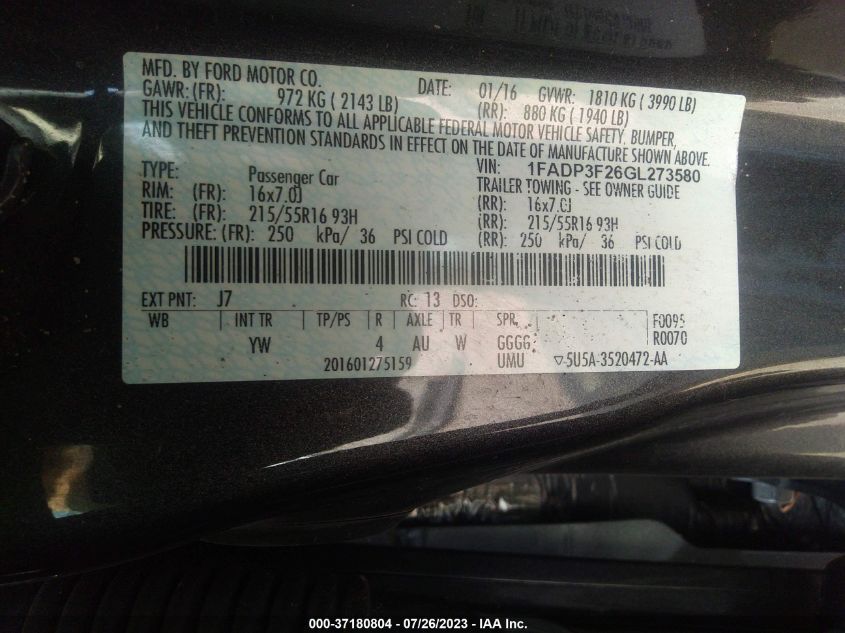 MFD. BY FORD MOTOR CO. DATE: 01/16 GVWR: 1810 KG ( 3990 LB)
GAWR: (FR): 972 KG ( 2143 LB) (RR): 880 KG ( 1940 LB)
THIS VEHICLE CONFORMS TO ALL APPLICABLE FEDERAL MOTOR VEHICLE SAFETY, BUMPER,
AND THEFT PREVENTION STANDARDS IN EFFECT ON THE DATE OF MANUFACTURE SHOWN ABOVE.
VIN: 1FADP3F26GL273580
TYPE: Passenger Car TRAILER TOWING - SEE OWNER GUIDE
RIM: (FR): 16x7.0J (RR): 16x7.0J
TIRE: (FR): 215/55R16 93H (RR): 215/55R16 93H
PRESSURE: (FR): 250 kPa/ 36 PSI COLD (RR): 250 kPa/ 36 PSI COLD
EXT PNT: J7 RC: 13 DSO:
WB INT TR TP/PS R AXLE TR SPR F0095
YW 4 AU W GGGG R0070
201601275159 UMU ▽5U5A-3520472-AA
000-37180804 - 07/26/2023 - IAA Inc.